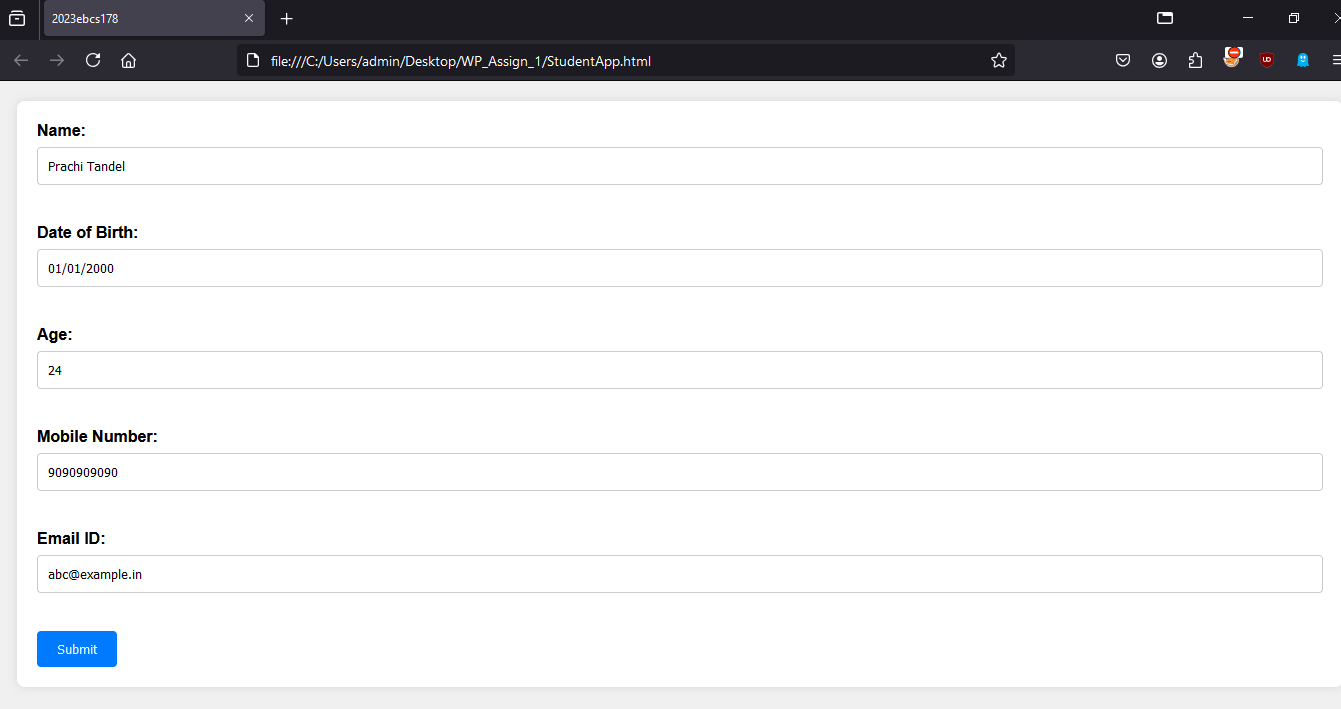 2023ebcs178
file:///C:/Users/admin/Desktop/WP_Assign_1/StudentApp.html
UD
Name:
Prachi Tandel
Date of Birth:
01/01/2000
Age:
24
Mobile Number:
9090909090
Email ID:
abc@example.in
Submit